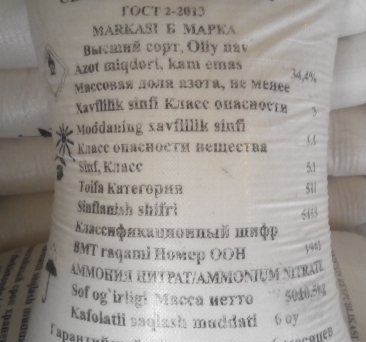 ГОСТ 2-2013
MARKASI Б МАРКА
Высший сорт, Oliy nav
Azot miqdori, kam emas
Массовая доля азота, не менее 34,4%
Xavflilik sinfi Класс опасности 3
Moddaning xavflilik sinfi
Класс опасности вещества
Sinf, Класс 5.1
Toifa Категория
Sinflanish shifri
Классификационный шифр
BMT raqami Номер ООН 1942
АММОНИЯ НИТРАТ/AMMONIUM NITRATE
Sof og'irligi Масса нетто
Kafolatli saqlash muddati 6 oy